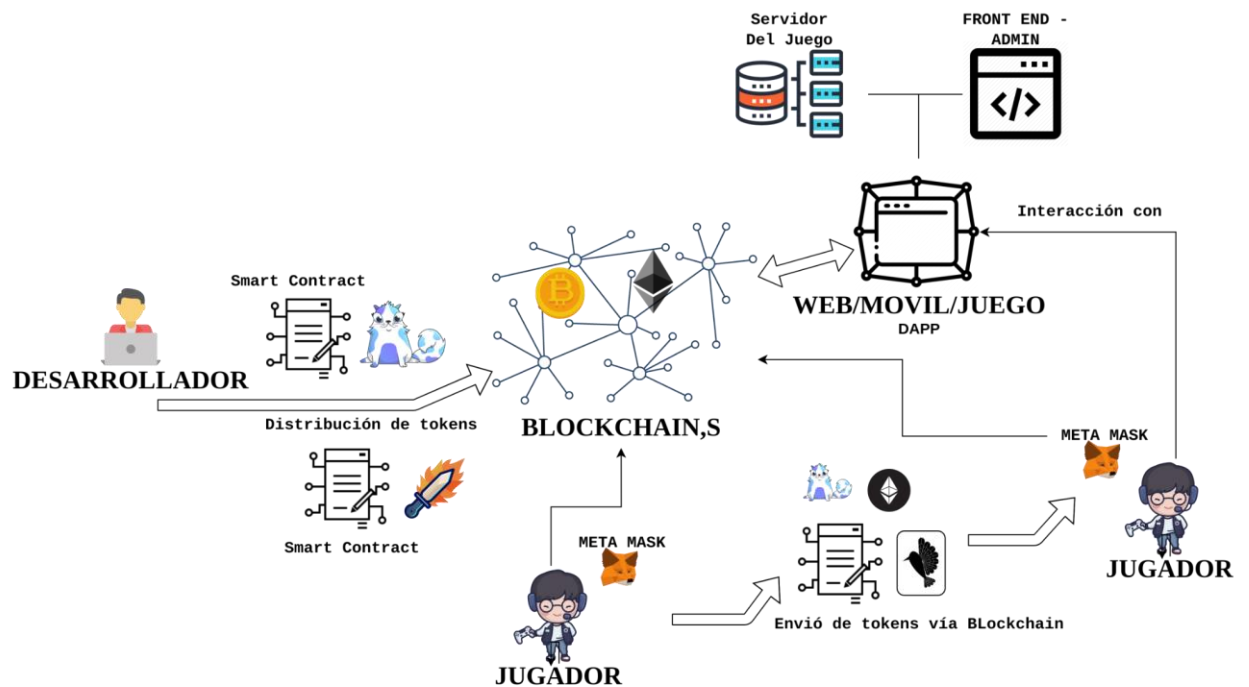 Servidor
Del Juego
FRONT END -
ADMIN
Interacción con
Smart Contract
WEB/MOVIL/JUEGO
DAPP
DESARROLLADOR
Distribución de tokens
BLOCKCHAIN,S
META MASK
Smart Contract
META MASK
JUGADOR
Envió de tokens vía BLockchain
JUGADOR